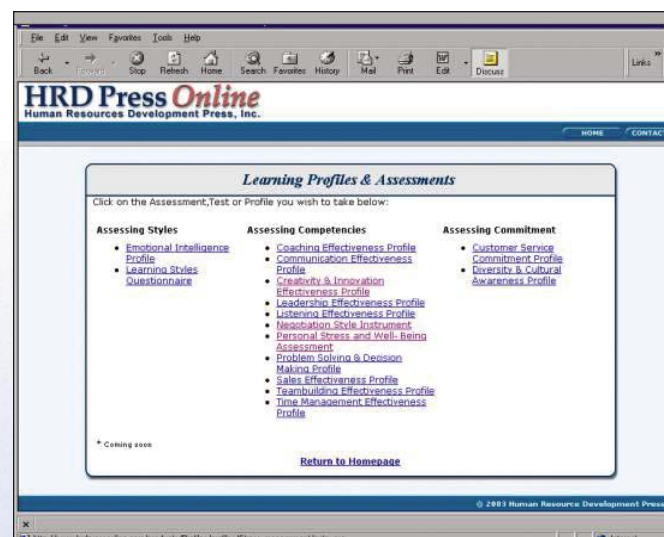 File Edit View Favorites Tools Help
Back Forward Stop Refresh Home Search Favorites History Mail Print Edit Discuss Links
HRD Press Online
Human Resources Development Press, Inc.
HOME CONTACT
Learning Profiles & Assessments
Click on the Assessment,Test or Profile you wish to take below:
Assessing Styles
• Emotional Intelligence
Profile
• Learning Styles
Questionnaire
Assessing Competencies
• Coaching Effectiveness Profile
• Communication Effectiveness
Profile
• Creativity & Innovation
Effectiveness Profile
• Leadership Effectiveness Profile
• Listening Effectiveness Profile
• Negotiation Style Instrument
• Personal Stress and Well- Being
Assessment
• Problem Solving & Decision
Making Profile
• Sales Effectiveness Profile
• Teambuilding Effectiveness Profile
• Time Management Effectiveness
Profile
Assessing Commitment
• Customer Service
Commitment Profile
• Diversity & Cultural
Awareness Profile
* Coming soon
Return to Homepage
© 2003 Human Resource Development Press